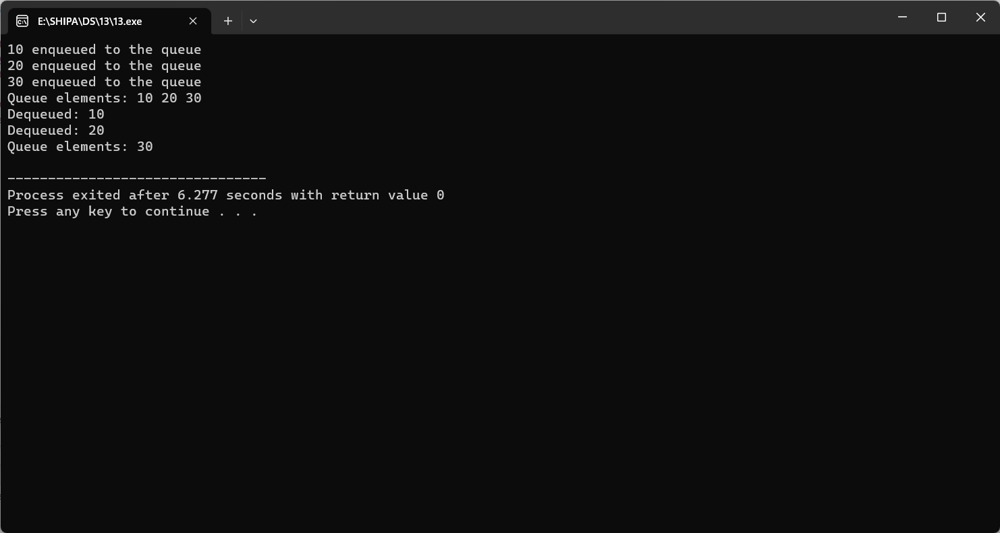 E:\SHIPA\DS\13\13.exe
10 enqueued to the queue
20 enqueued to the queue
30 enqueued to the queue
Queue elements: 10 20 30
Dequeued: 10
Dequeued: 20
Queue elements: 30
--------------------------------
Process exited after 6.277 seconds with return value 0
Press any key to continue . . .